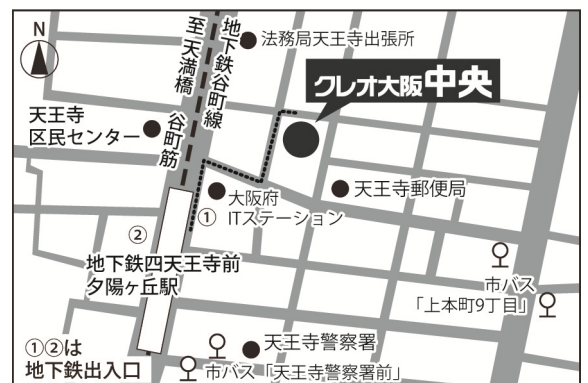 N
至天満橋
地下鉄谷町線
法務局天王寺出張所
クレオ大阪中央
天王寺
区民センター
谷町筋
大阪府
ITステーション
天王寺郵便局
①
②
地下鉄四天王寺前
夕陽ヶ丘駅
市バス
「上本町9丁目」
天王寺警察署
市バス「天王寺警察署前」
①②は
地下鉄出入口